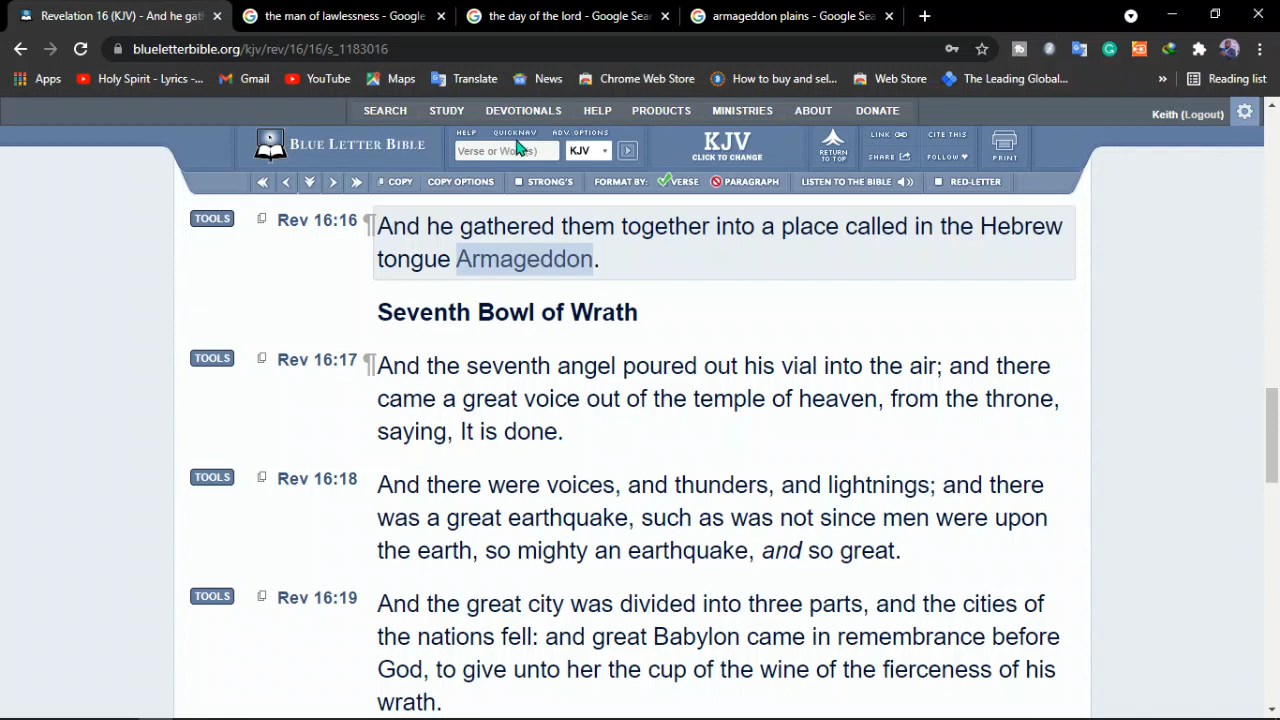 Revelation 16 (KJV) - And he gath
the man of lawlessness - Google
the day of the lord - Google Sear
armageddon plains - Google Sea
blueletterbible.org/kjv/rev/16/16/s_1183016
Apps
Holy Spirit - Lyrics -...
Gmail
YouTube
Maps
Translate
News
Chrome Web Store
How to buy and sel...
Web Store
The Leading Global...
»
Reading list
SEARCH STUDY DEVOTIONALS HELP PRODUCTS MINISTRIES ABOUT DONATE
Keith (Logout)
BLUE LETTER BIBLE
HELP QUICKNAV ADV. OPTIONS
Verse or Wo
KJV
KJV
CLICK TO CHANGE
RETURN
TO TOP
LINK
CITE THIS
SHARE
FOLLOW
PRINT
COPY COPY OPTIONS STRONG'S FORMAT BY: VERSE PARAGRAPH LISTEN TO THE BIBLE RED-LETTER
TOOLS Rev 16:16 ¶And he gathered them together into a place called in the Hebrew
tongue Armageddon.
Seventh Bowl of Wrath
TOOLS Rev 16:17 ¶And the seventh angel poured out his vial into the air; and there
came a great voice out of the temple of heaven, from the throne,
saying, It is done.
TOOLS Rev 16:18 And there were voices, and thunders, and lightnings; and there
was a great earthquake, such as was not since men were upon
the earth, so mighty an earthquake, and so great.
TOOLS Rev 16:19 And the great city was divided into three parts, and the cities of
the nations fell: and great Babylon came in remembrance before
God, to give unto her the cup of the wine of the fierceness of his
wrath.